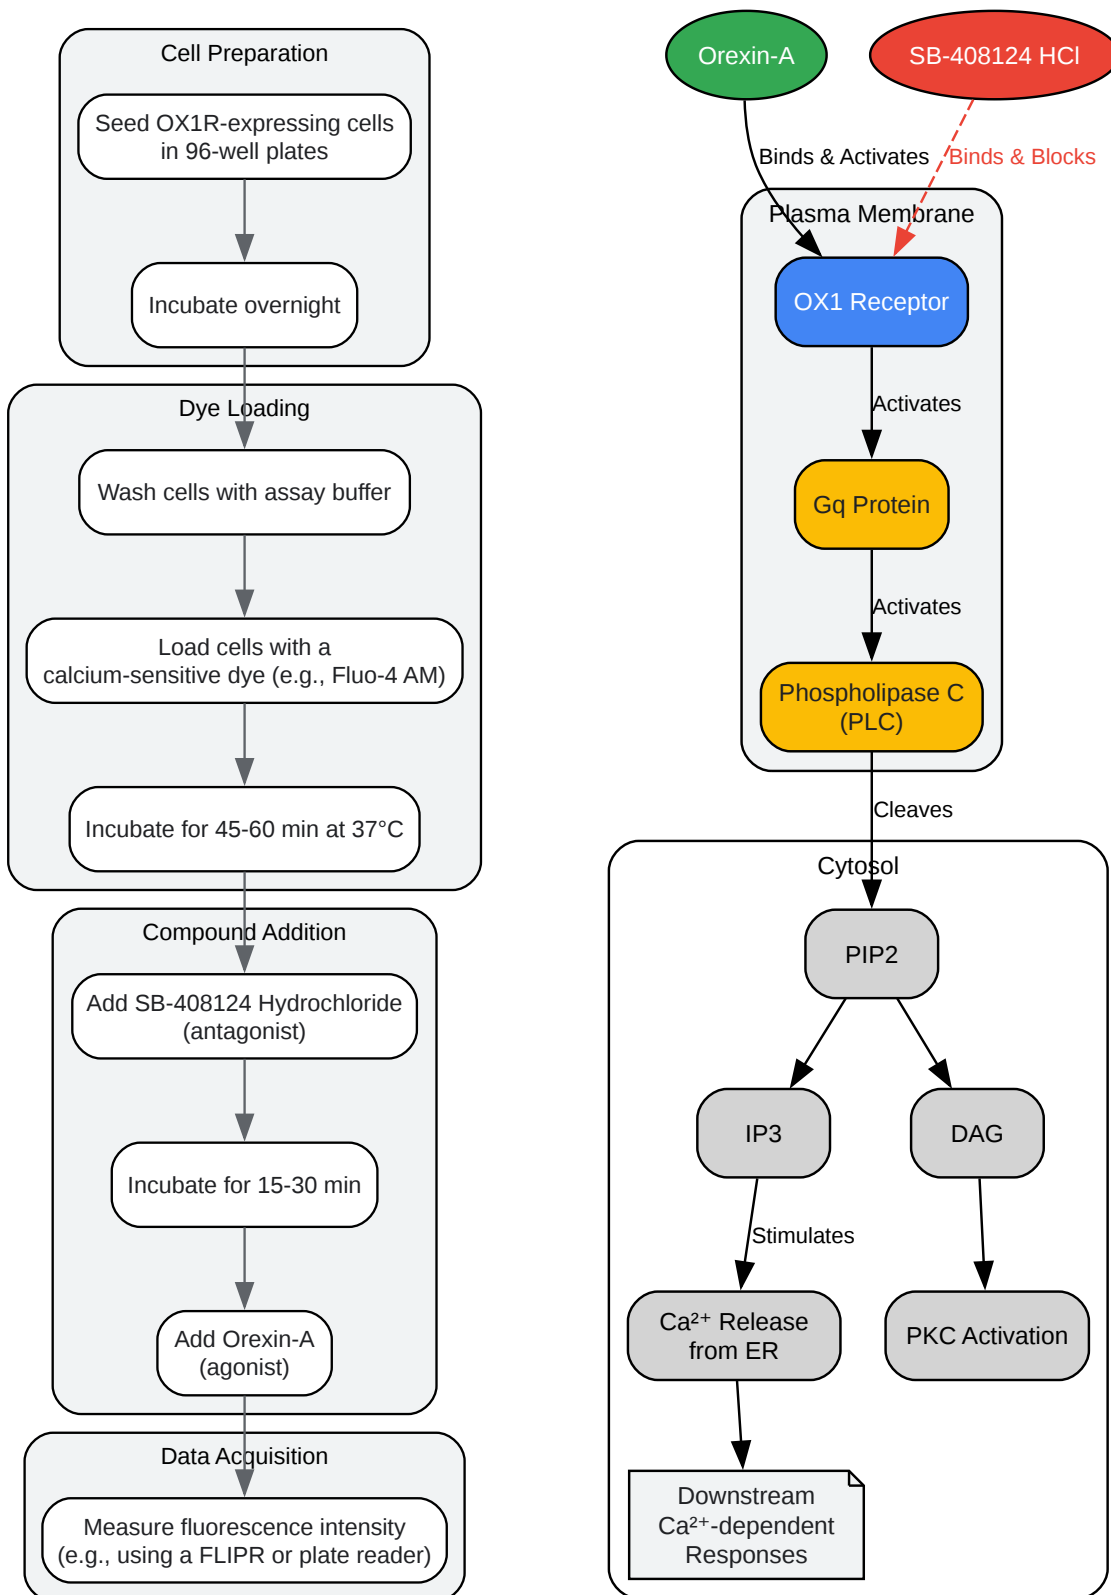 Cell Preparation
Seed OX1R-expressing cells
in 96-well plates
Incubate overnight
Dye Loading
Wash cells with assay buffer
Load cells with a
calcium-sensitive dye (e.g., Fluo-4 AM)
Incubate for 45-60 min at 37°C
Compound Addition
Add SB-408124 Hydrochloride
(antagonist)
Incubate for 15-30 min
Add Orexin-A
(agonist)
Data Acquisition
Measure fluorescence intensity
(e.g., using a FLIPR or plate reader)
Orexin-A
SB-408124 HCl
Binds & Activates
Binds & Blocks
Plasma Membrane
OX1 Receptor
Activates
Gq Protein
Activates
Phospholipase C
(PLC)
Cleaves
Cytosol
PIP2
IP3
DAG
Stimulates
Ca²⁺ Release
from ER
PKC Activation
Downstream
Ca²⁺-dependent
Responses